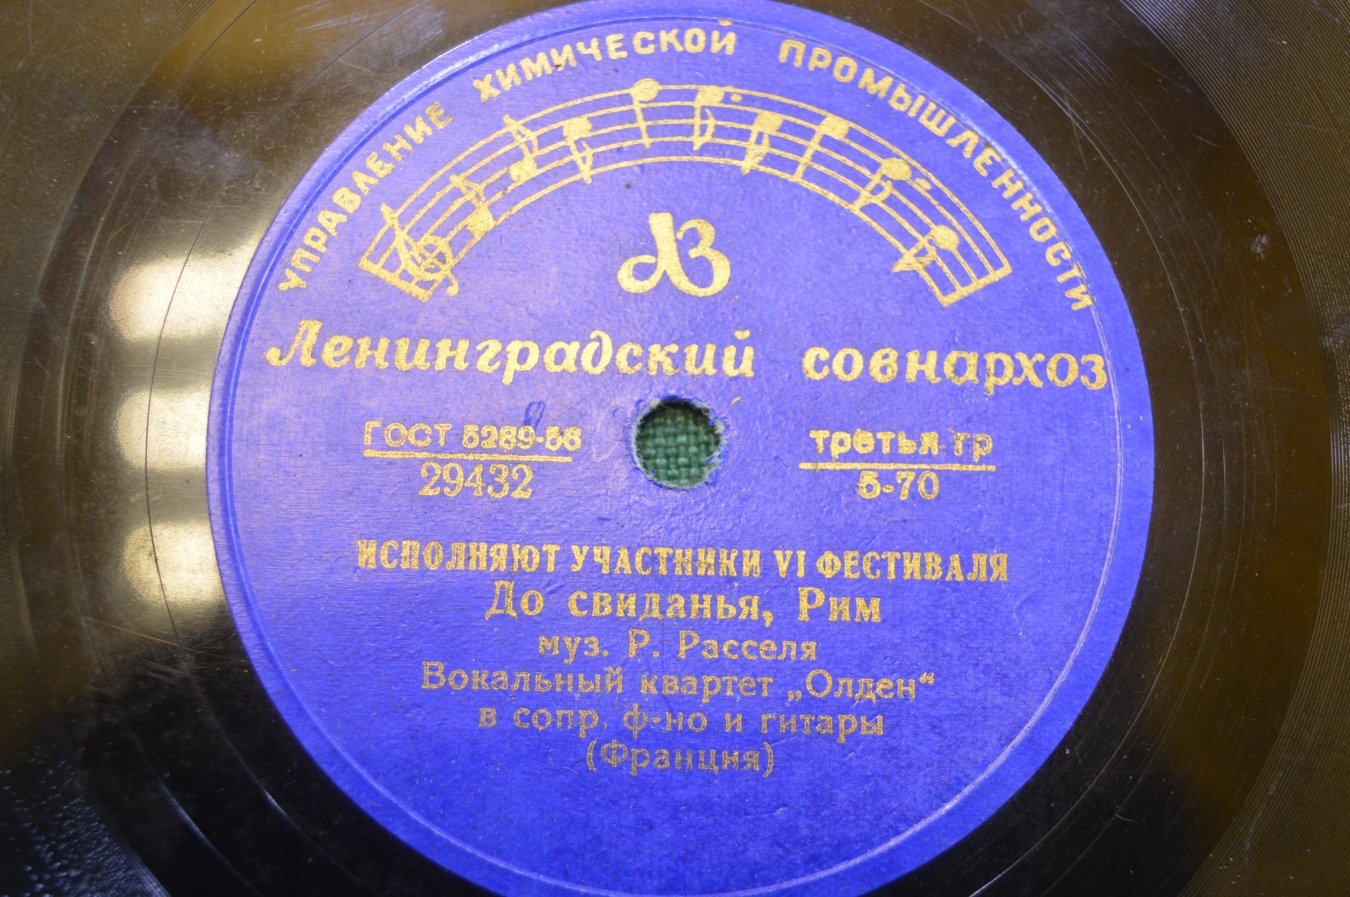 УПРАВЛЕНИЕ ХИМИЧЕСКОЙ ПРОМЫШЛЕННОСТИ
ЛЗ
Ленинградский совнархоз
ГОСТ 5289-56 третья гр
29432 5-70
ИСПОЛНЯЮТ УЧАСТНИКИ VI ФЕСТИВАЛЯ
До свиданья, Рим
муз. Р. Расселя
Вокальный квартет „Олден“
в сопр. ф-но и гитары
(Франция)